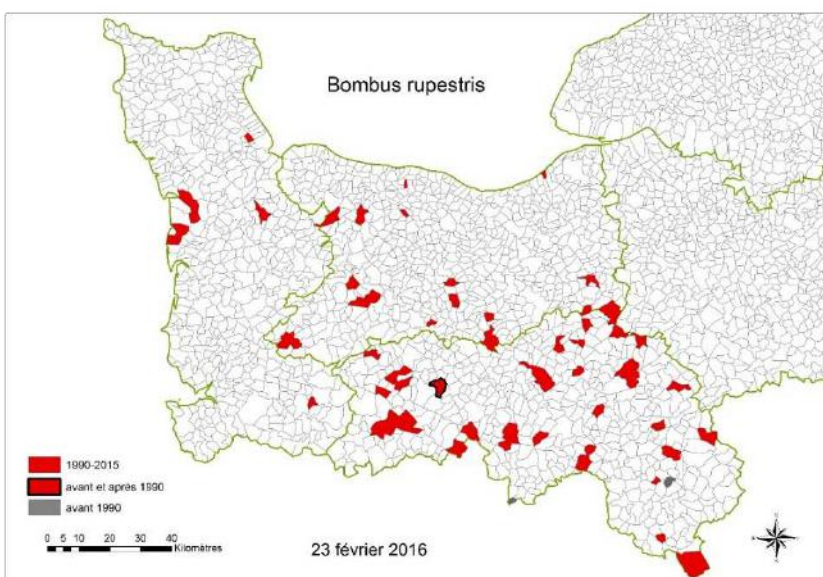 Bombus rupestris
1990-2015
avant et après 1990
avant 1990
0 5 10 20 30 40
Kilomètres
23 février 2016